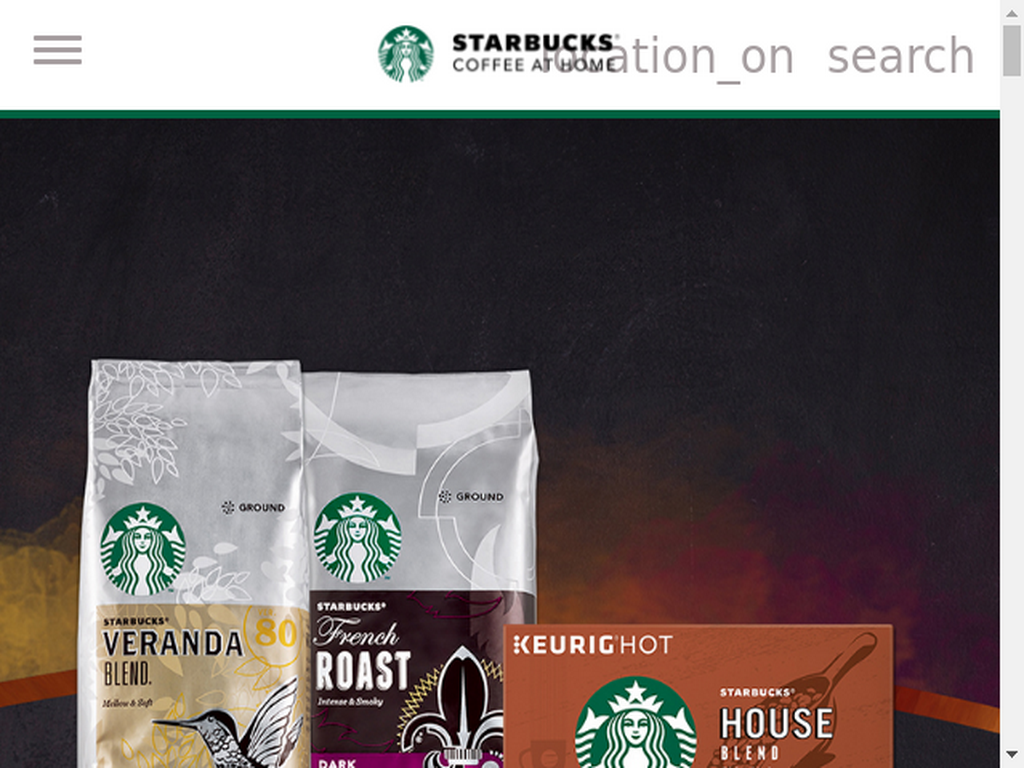 STARBUCKS®
COFFEE AT HOME
location_on search
GROUND
STARBUCKS®
VERANDA
BLEND.
80
Mellow & Soft
GROUND
STARBUCKS®
French
ROAST
Intense & Smoky
DARK
KEURIG HOT
STARBUCKS®
HOUSE
BLEND